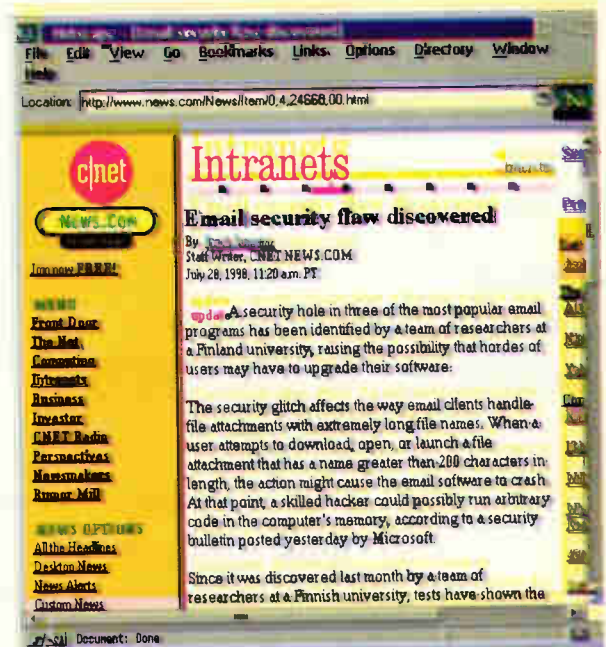 File Edit View Go Bookmarks Links Options Directory Window
Help
Location: http://www.news.com/News/Item/0,4,24666,00.html
c|net
NEWS.COM
Join now FREE!
MENU
Front Door
The Net
Computing
Intranets
Business
Investor
CNET Radio
Perspectives
Newsmakers
Rumor Mill
NEWS OPTIONS
All the Headlines
Desktop News
News Alerts
Custom News
Intranets
Email security flaw discovered
By
Staff Writer, CNET NEWS.COM
July 28, 1998, 11:20 a.m. PT
update A security hole in three of the most popular email
programs has been identified by a team of researchers at
a Finland university, raising the possibility that hordes of
users may have to upgrade their software.
The security glitch affects the way email clients handle
file attachments with extremely long file names. When a
user attempts to download, open, or launch a file
attachment that has a name greater than 200 characters in
length, the action might cause the email software to crash
At that point, a skilled hacker could possibly run arbitrary
code in the computer's memory, according to a security
bulletin posted yesterday by Microsoft.
Since it was discovered last month by a team of
researchers at a Finnish university, tests have shown the
Document: Done